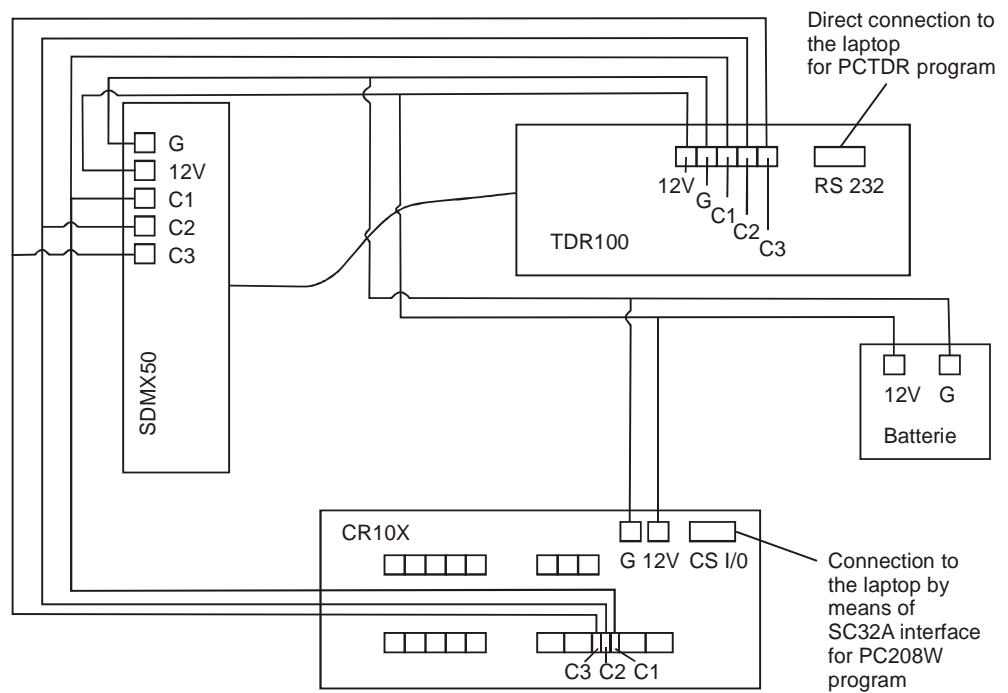 Direct connection to
the laptop
for PCTDR program
G
12V
C1
C2
C3
SDMX50
12V
G
C1
C2
C3
RS 232
TDR100
12V G
Batterie
CR10X
G 12V CS I/0
C3 C2 C1
Connection to
the laptop by
means of
SC32A interface
for PC208W
program